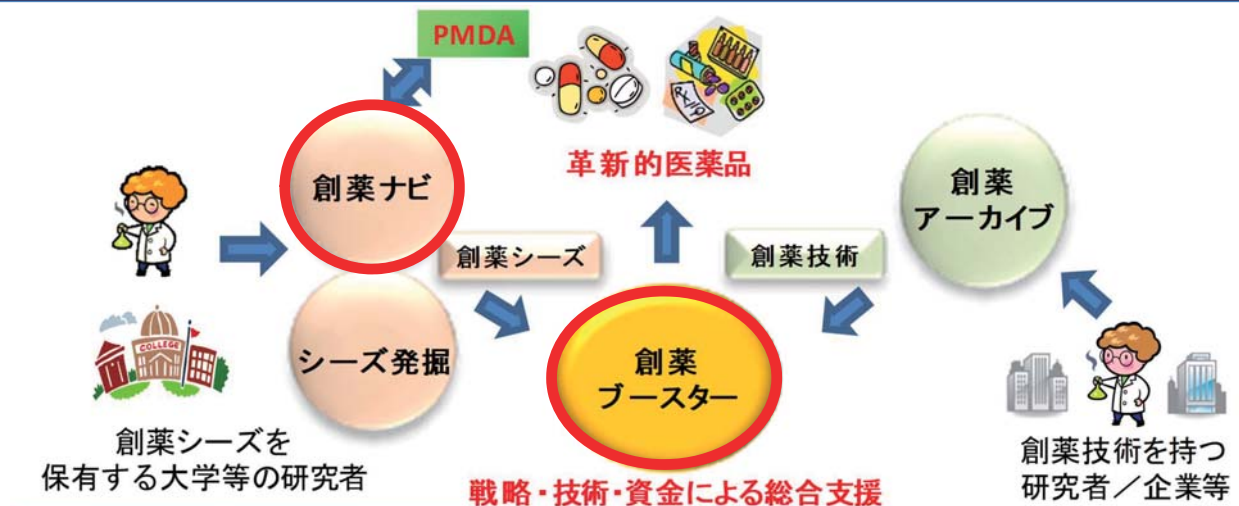 PMDA
革新的医薬品
創薬ナビ
創薬
アーカイブ
創薬シーズ
創薬技術
シーズ発掘
創薬
ブースター
COLLEGE
創薬シーズを
保有する大学等の研究者
戦略・技術・資金による総合支援
創薬技術を持つ
研究者／企業等